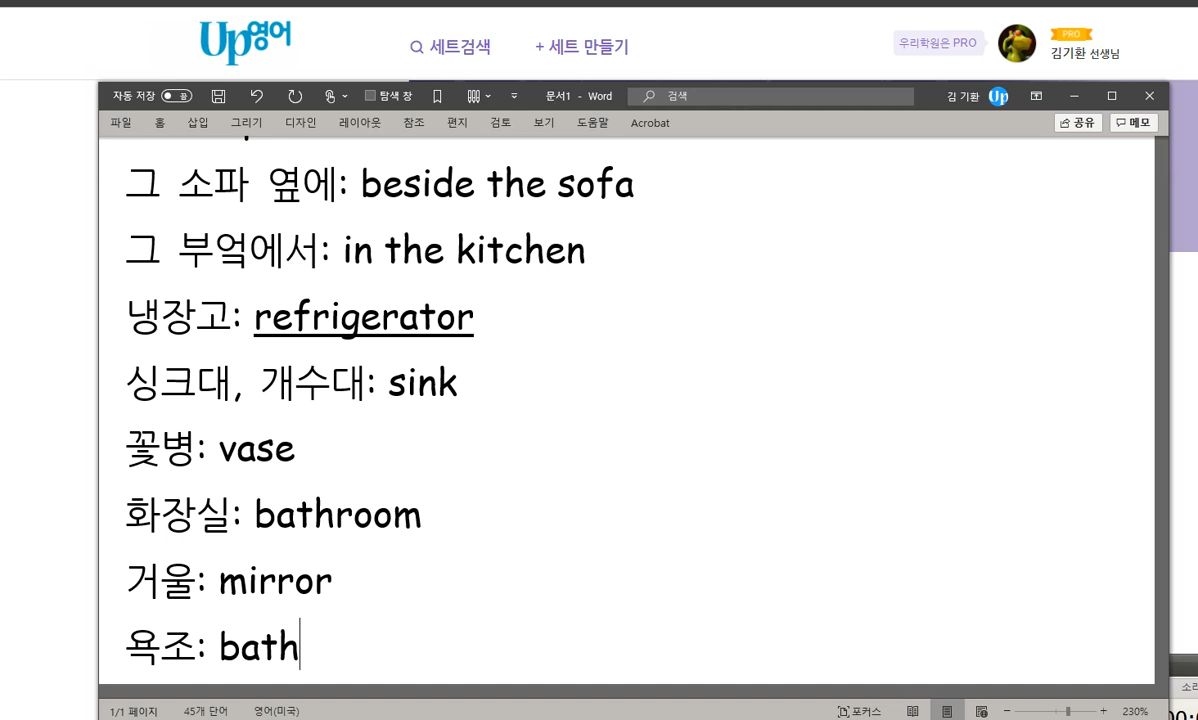 Up영어
세트검색 + 세트 만들기 우리학원은 PRO PRO
김기환 선생님
자동 저장 끔 탐색 창 문서1 - Word 검색 김 기환 Up
파일 홈 삽입 그리기 디자인 레이아웃 참조 편지 검토 보기 도움말 Acrobat 공유 메모
그 소파 옆에: beside the sofa
그 부엌에서: in the kitchen
냉장고: refrigerator
싱크대, 개수대: sink
꽃병: vase
화장실: bathroom
거울: mirror
욕조: bath
1/1 페이지 45개 단어 영어(미국) 포커스 230%